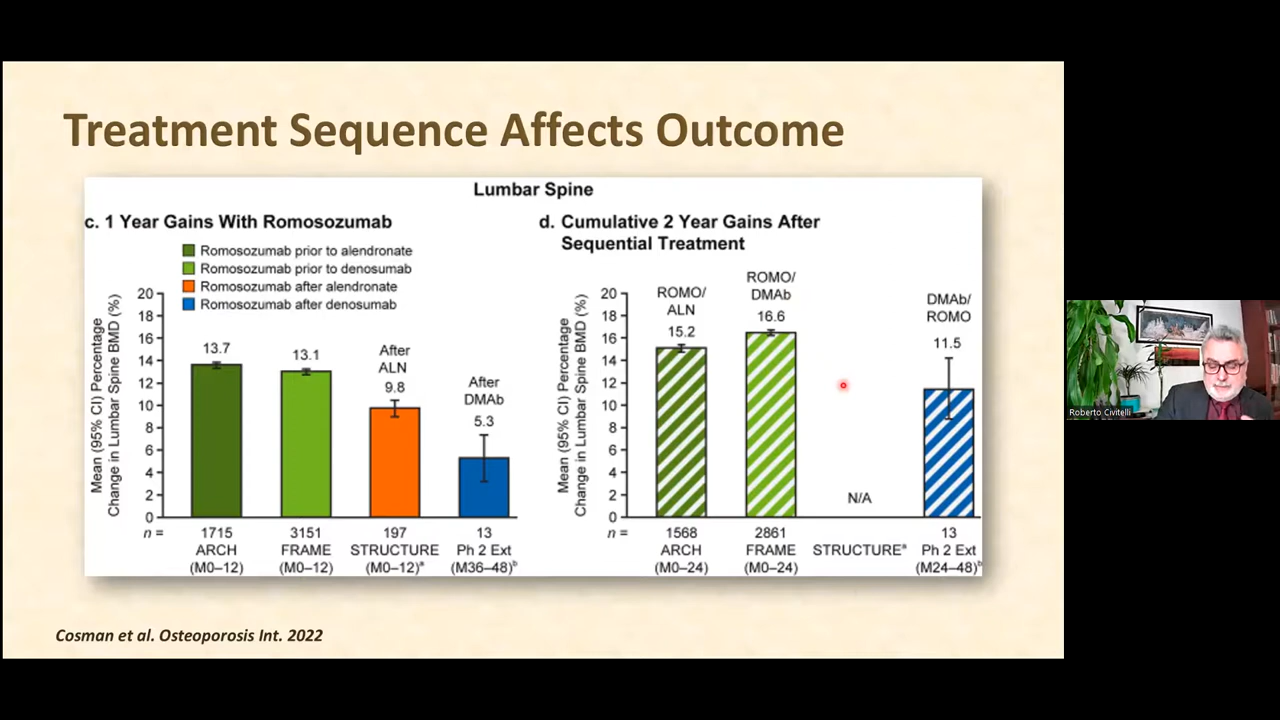 Treatment Sequence Affects Outcome
Lumbar Spine
c. 1 Year Gains With Romosozumab
Romosozumab prior to alendronate
Romosozumab prior to denosumab
Romosozumab after alendronate
Romosozumab after denosumab
Mean (95% CI) Percentage
Change in Lumbar Spine BMD (%)
20
18
16
14
12
10
8
6
4
2
0
13.7
13.1
After
ALN
9.8
After
DMAb
5.3
n = 1715 3151 197 13
ARCH FRAME STRUCTURE Ph 2 Ext
(M0–12) (M0–12) (M0–12)a (M36–48)b
d. Cumulative 2 Year Gains After
Sequential Treatment
Mean (95% CI) Percentage
Change in Lumbar Spine BMD (%)
20
18
16
14
12
10
8
6
4
2
0
ROMO/
ALN
15.2
ROMO/
DMAb
16.6
N/A
DMAb/
ROMO
11.5
n = 1568 2861 13
ARCH FRAME STRUCTUREa Ph 2 Ext
(M0–24) (M0–24) (M24–48)b
Cosman et al. Osteoporosis Int. 2022
Roberto Civitelli